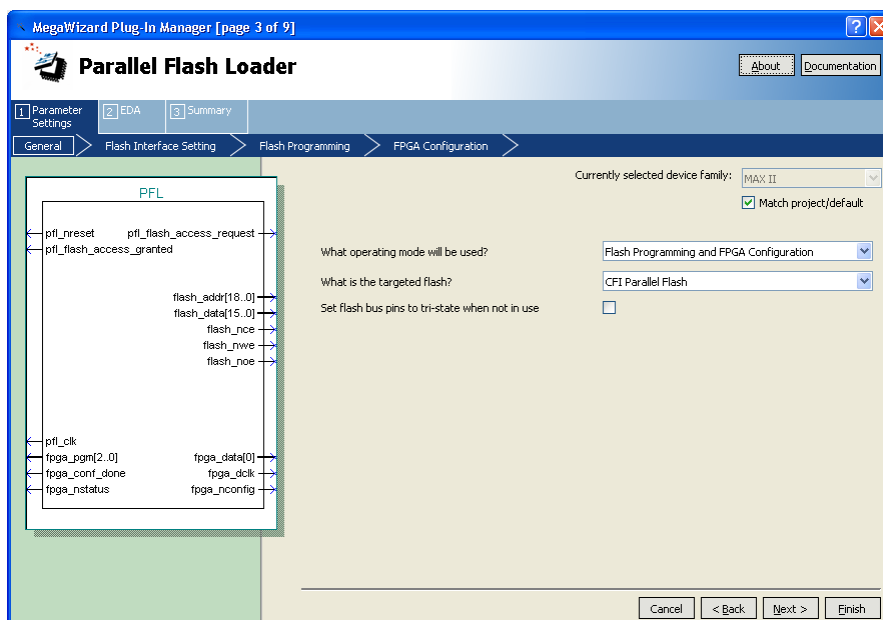 MegaWizard Plug-In Manager [page 3 of 9]
Parallel Flash Loader
About
Documentation
1 Parameter Settings
2 EDA
3 Summary
General
Flash Interface Setting
Flash Programming
FPGA Configuration
Currently selected device family:
MAX II
Match project/default
PFL
pfl_nreset pfl_flash_access_request
pfl_flash_access_granted
flash_addr[18..0]
flash_data[15..0]
flash_nce
flash_nwe
flash_noe
pfl_clk
fpga_pgm[2..0] fpga_data[0]
fpga_conf_done fpga_dclk
fpga_nstatus fpga_nconfig
What operating mode will be used? Flash Programming and FPGA Configuration
What is the targeted flash? CFI Parallel Flash
Set flash bus pins to tri-state when not in use
Cancel
< Back
Next >
Finish